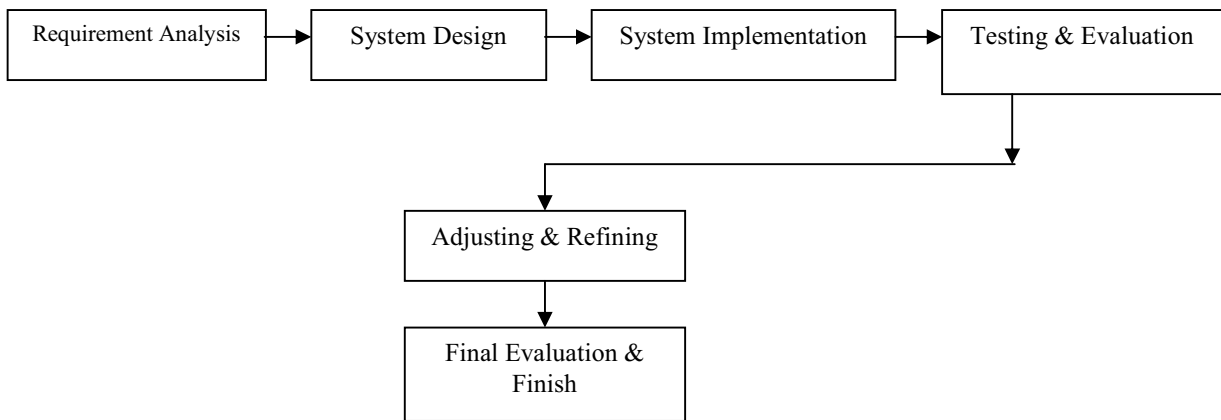 Requirement Analysis
System Design
System Implementation
Testing & Evaluation
Adjusting & Refining
Final Evaluation &
Finish